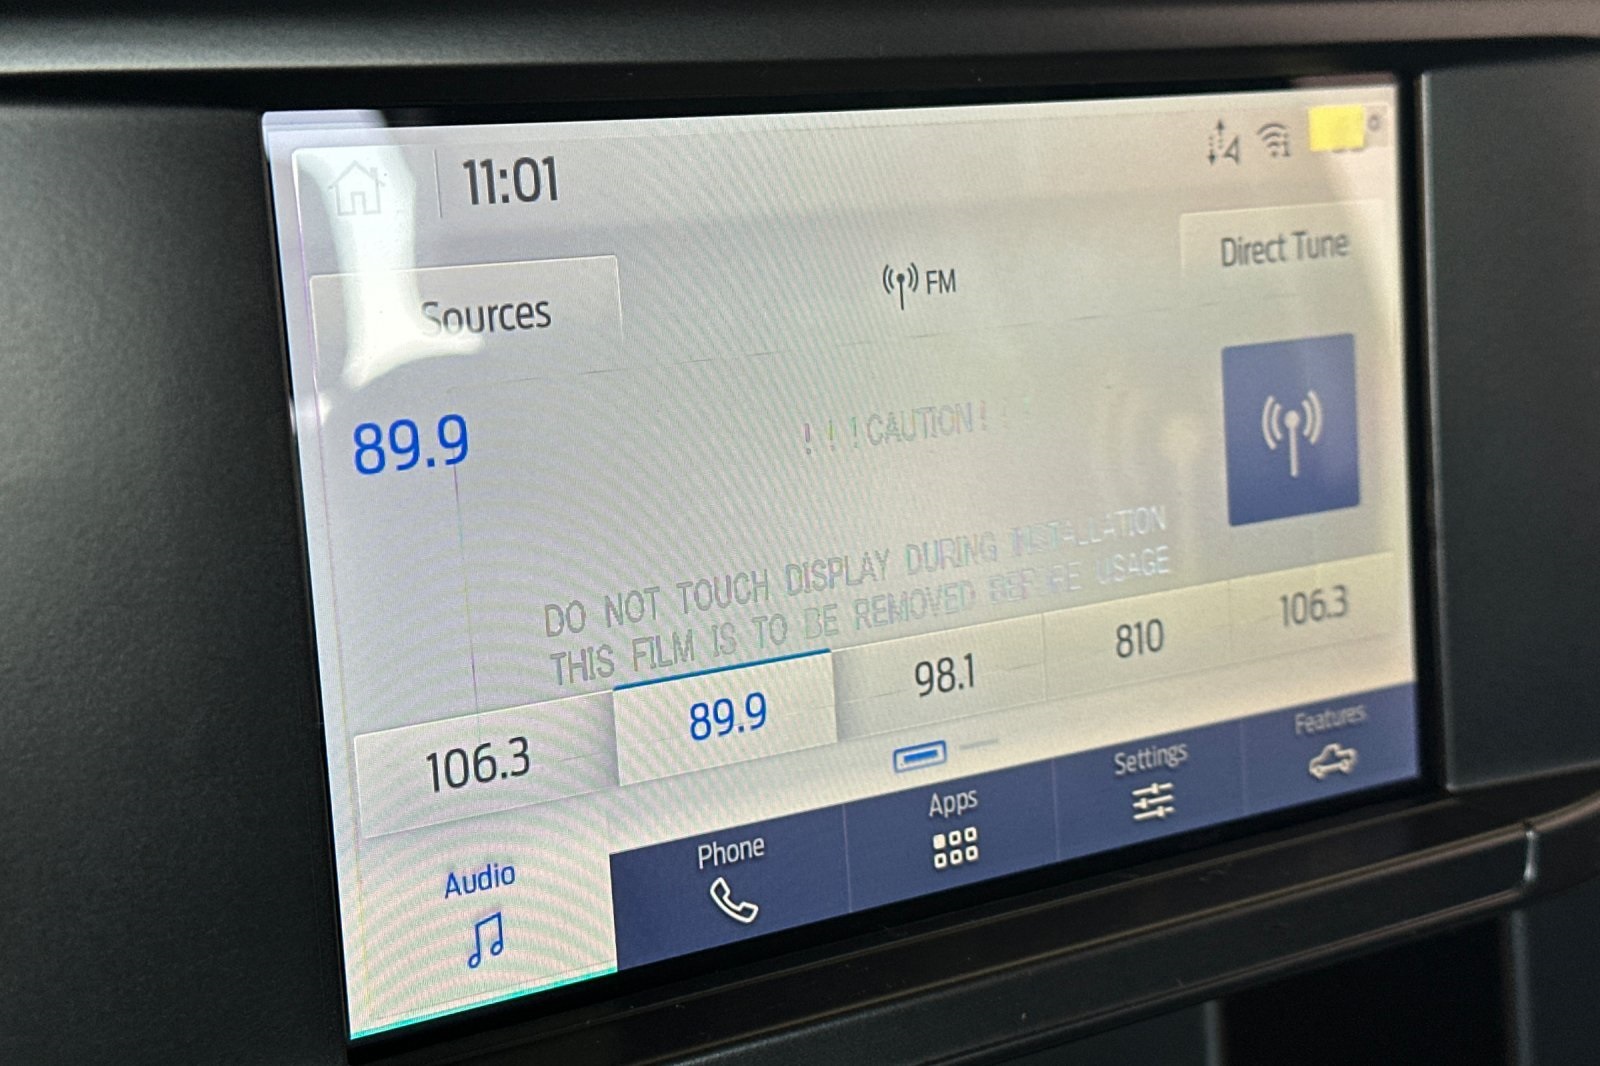 11:01
Sources
FM
Direct Tune
89.9
! ! ! CAUTION !
DO NOT TOUCH DISPLAY DURING INSTALLATION
THIS FILM IS TO BE REMOVED BEFORE USAGE
106.3
89.9
98.1
810
106.3
Audio
Phone
Apps
Settings
Features